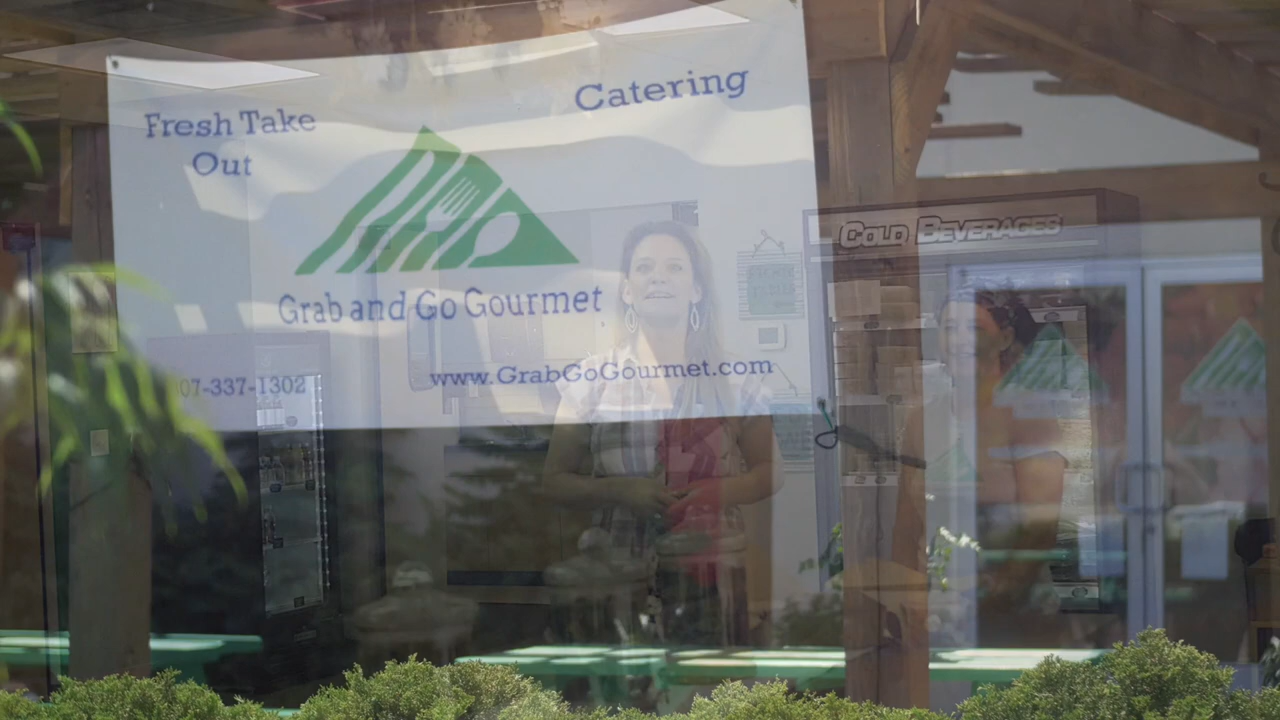 Fresh Take
Out
Catering
Grab and Go Gourmet
07-337-1302
www.GrabGoGourmet.com
COLD BEVERAGES